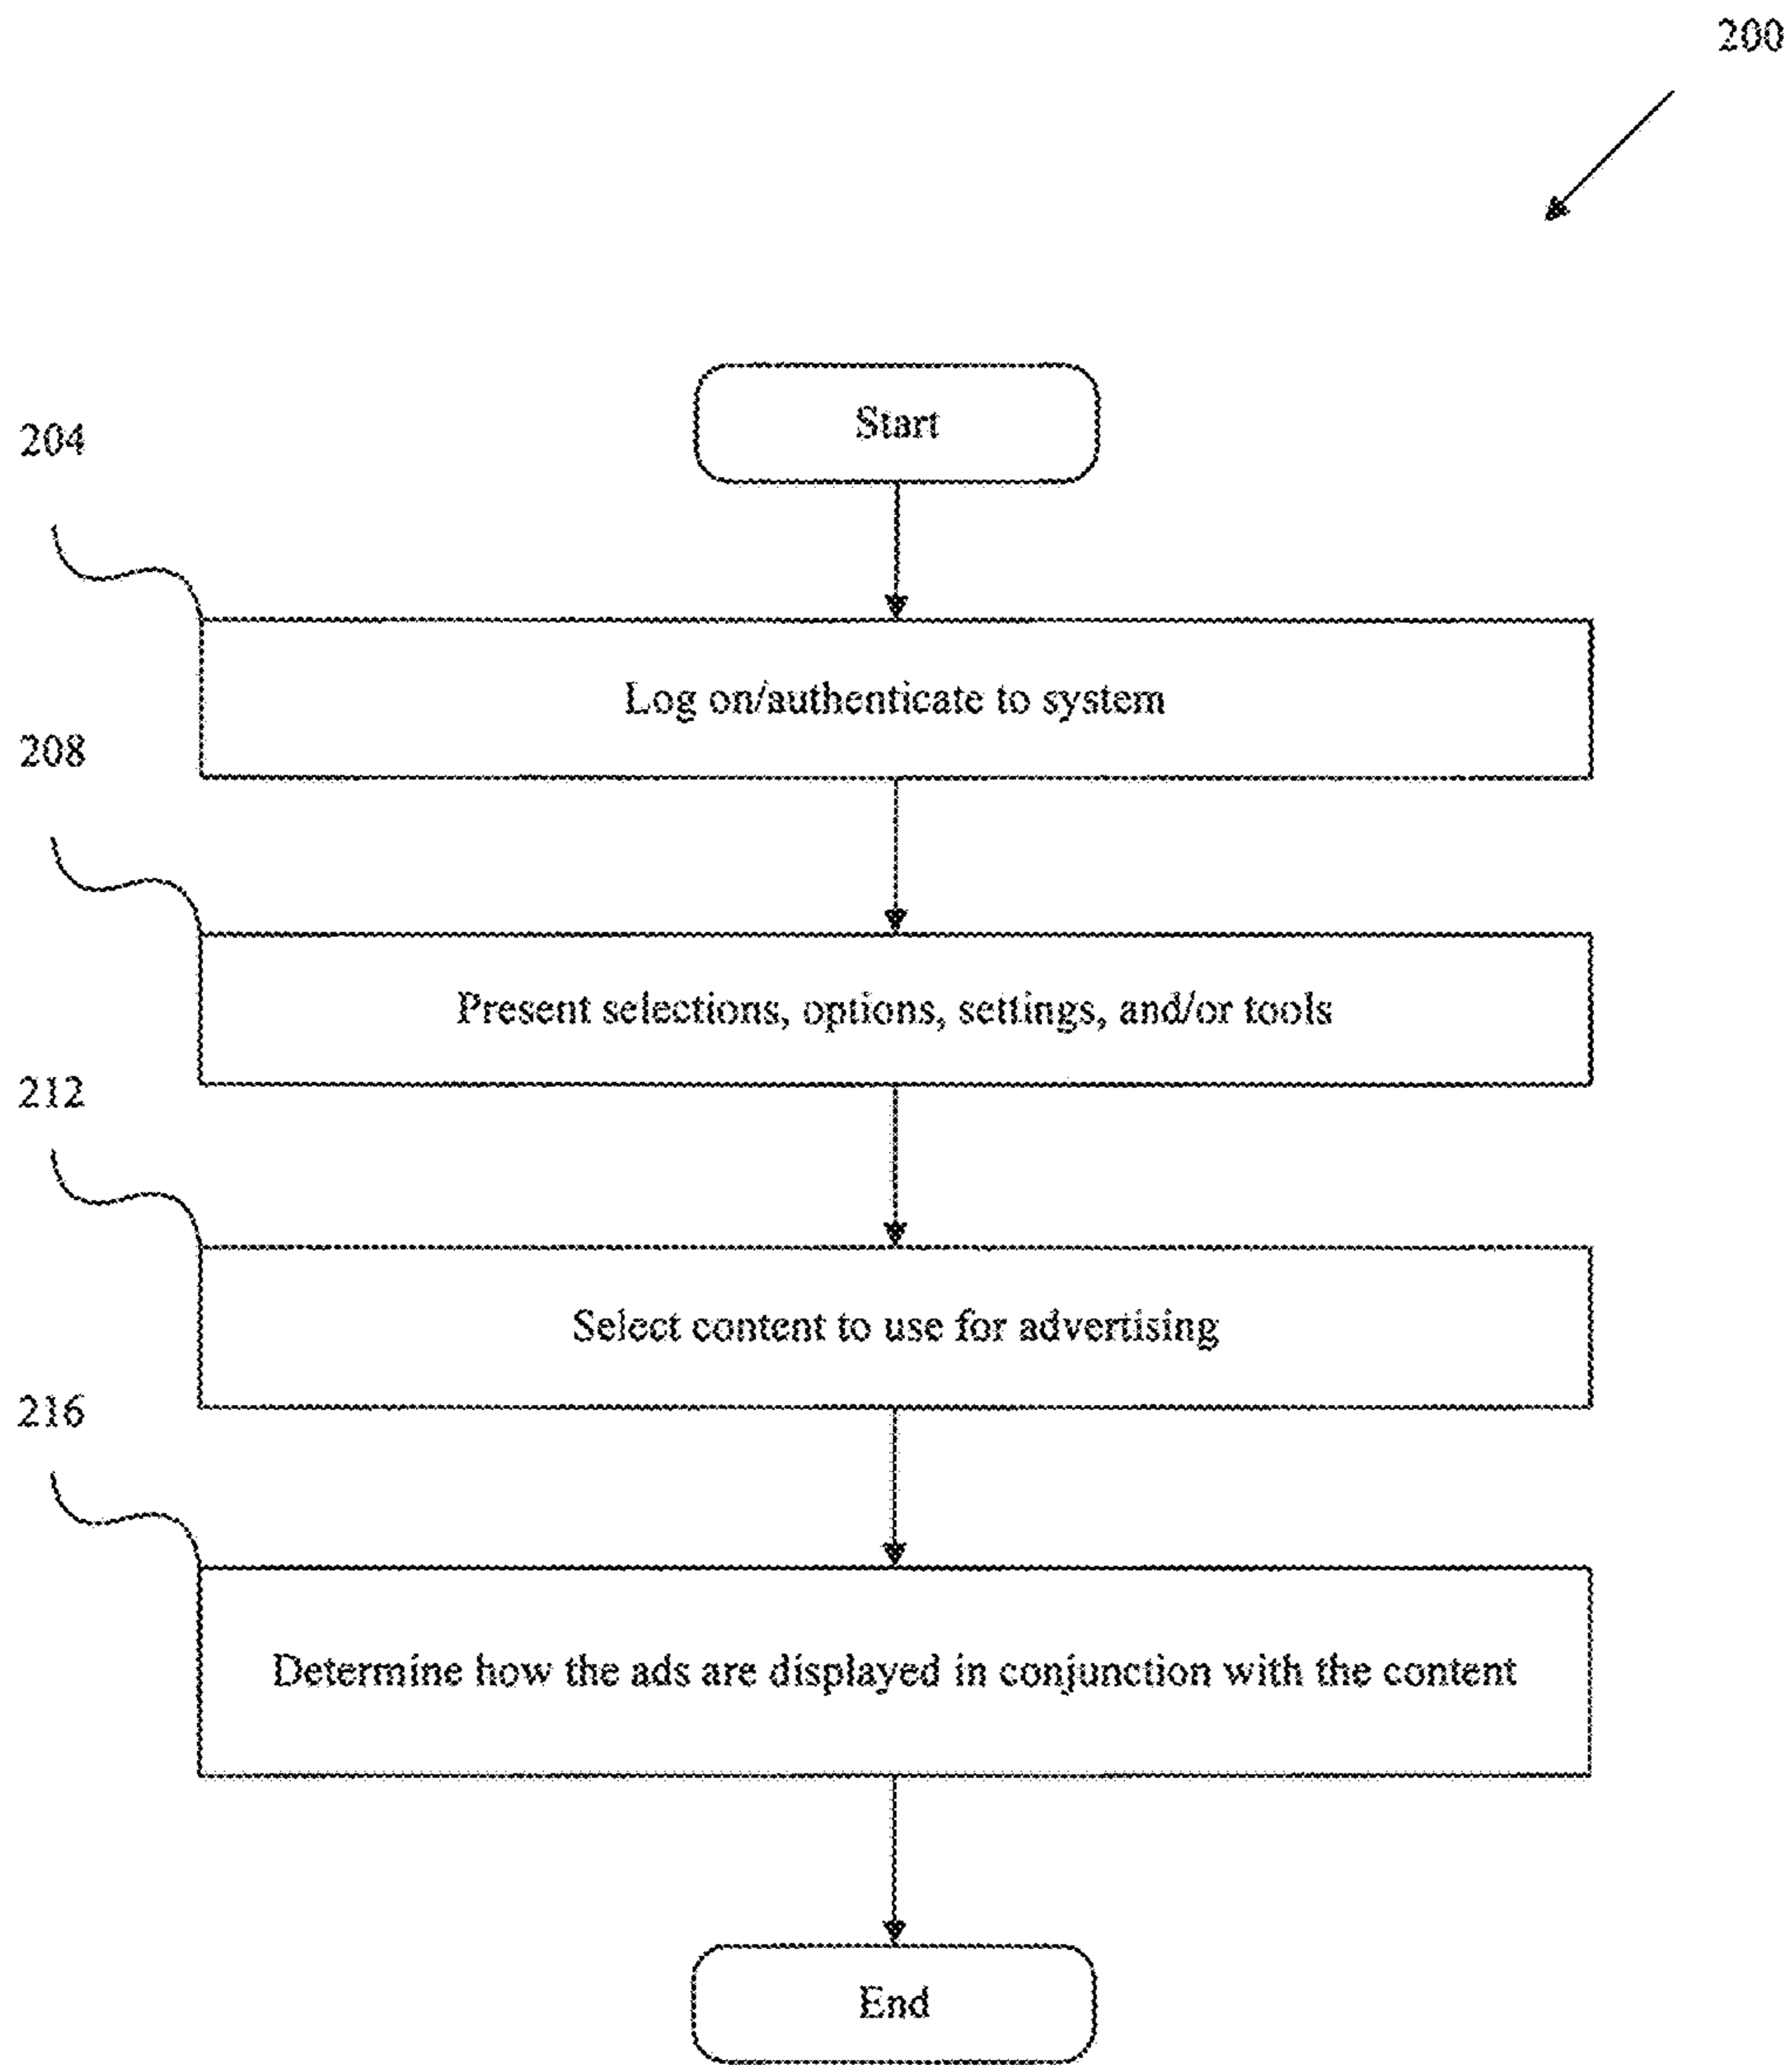 200
Start
204
Log on/authenticate to system
208
Present selections, options, settings, and/or tools
212
Select content to use for advertising
216
Determine how the ads are displayed in conjunction with the content
End